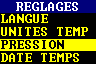 REGLAGES
LANGUE
UNITES TEMP
PRESSION
DATE TEMPS